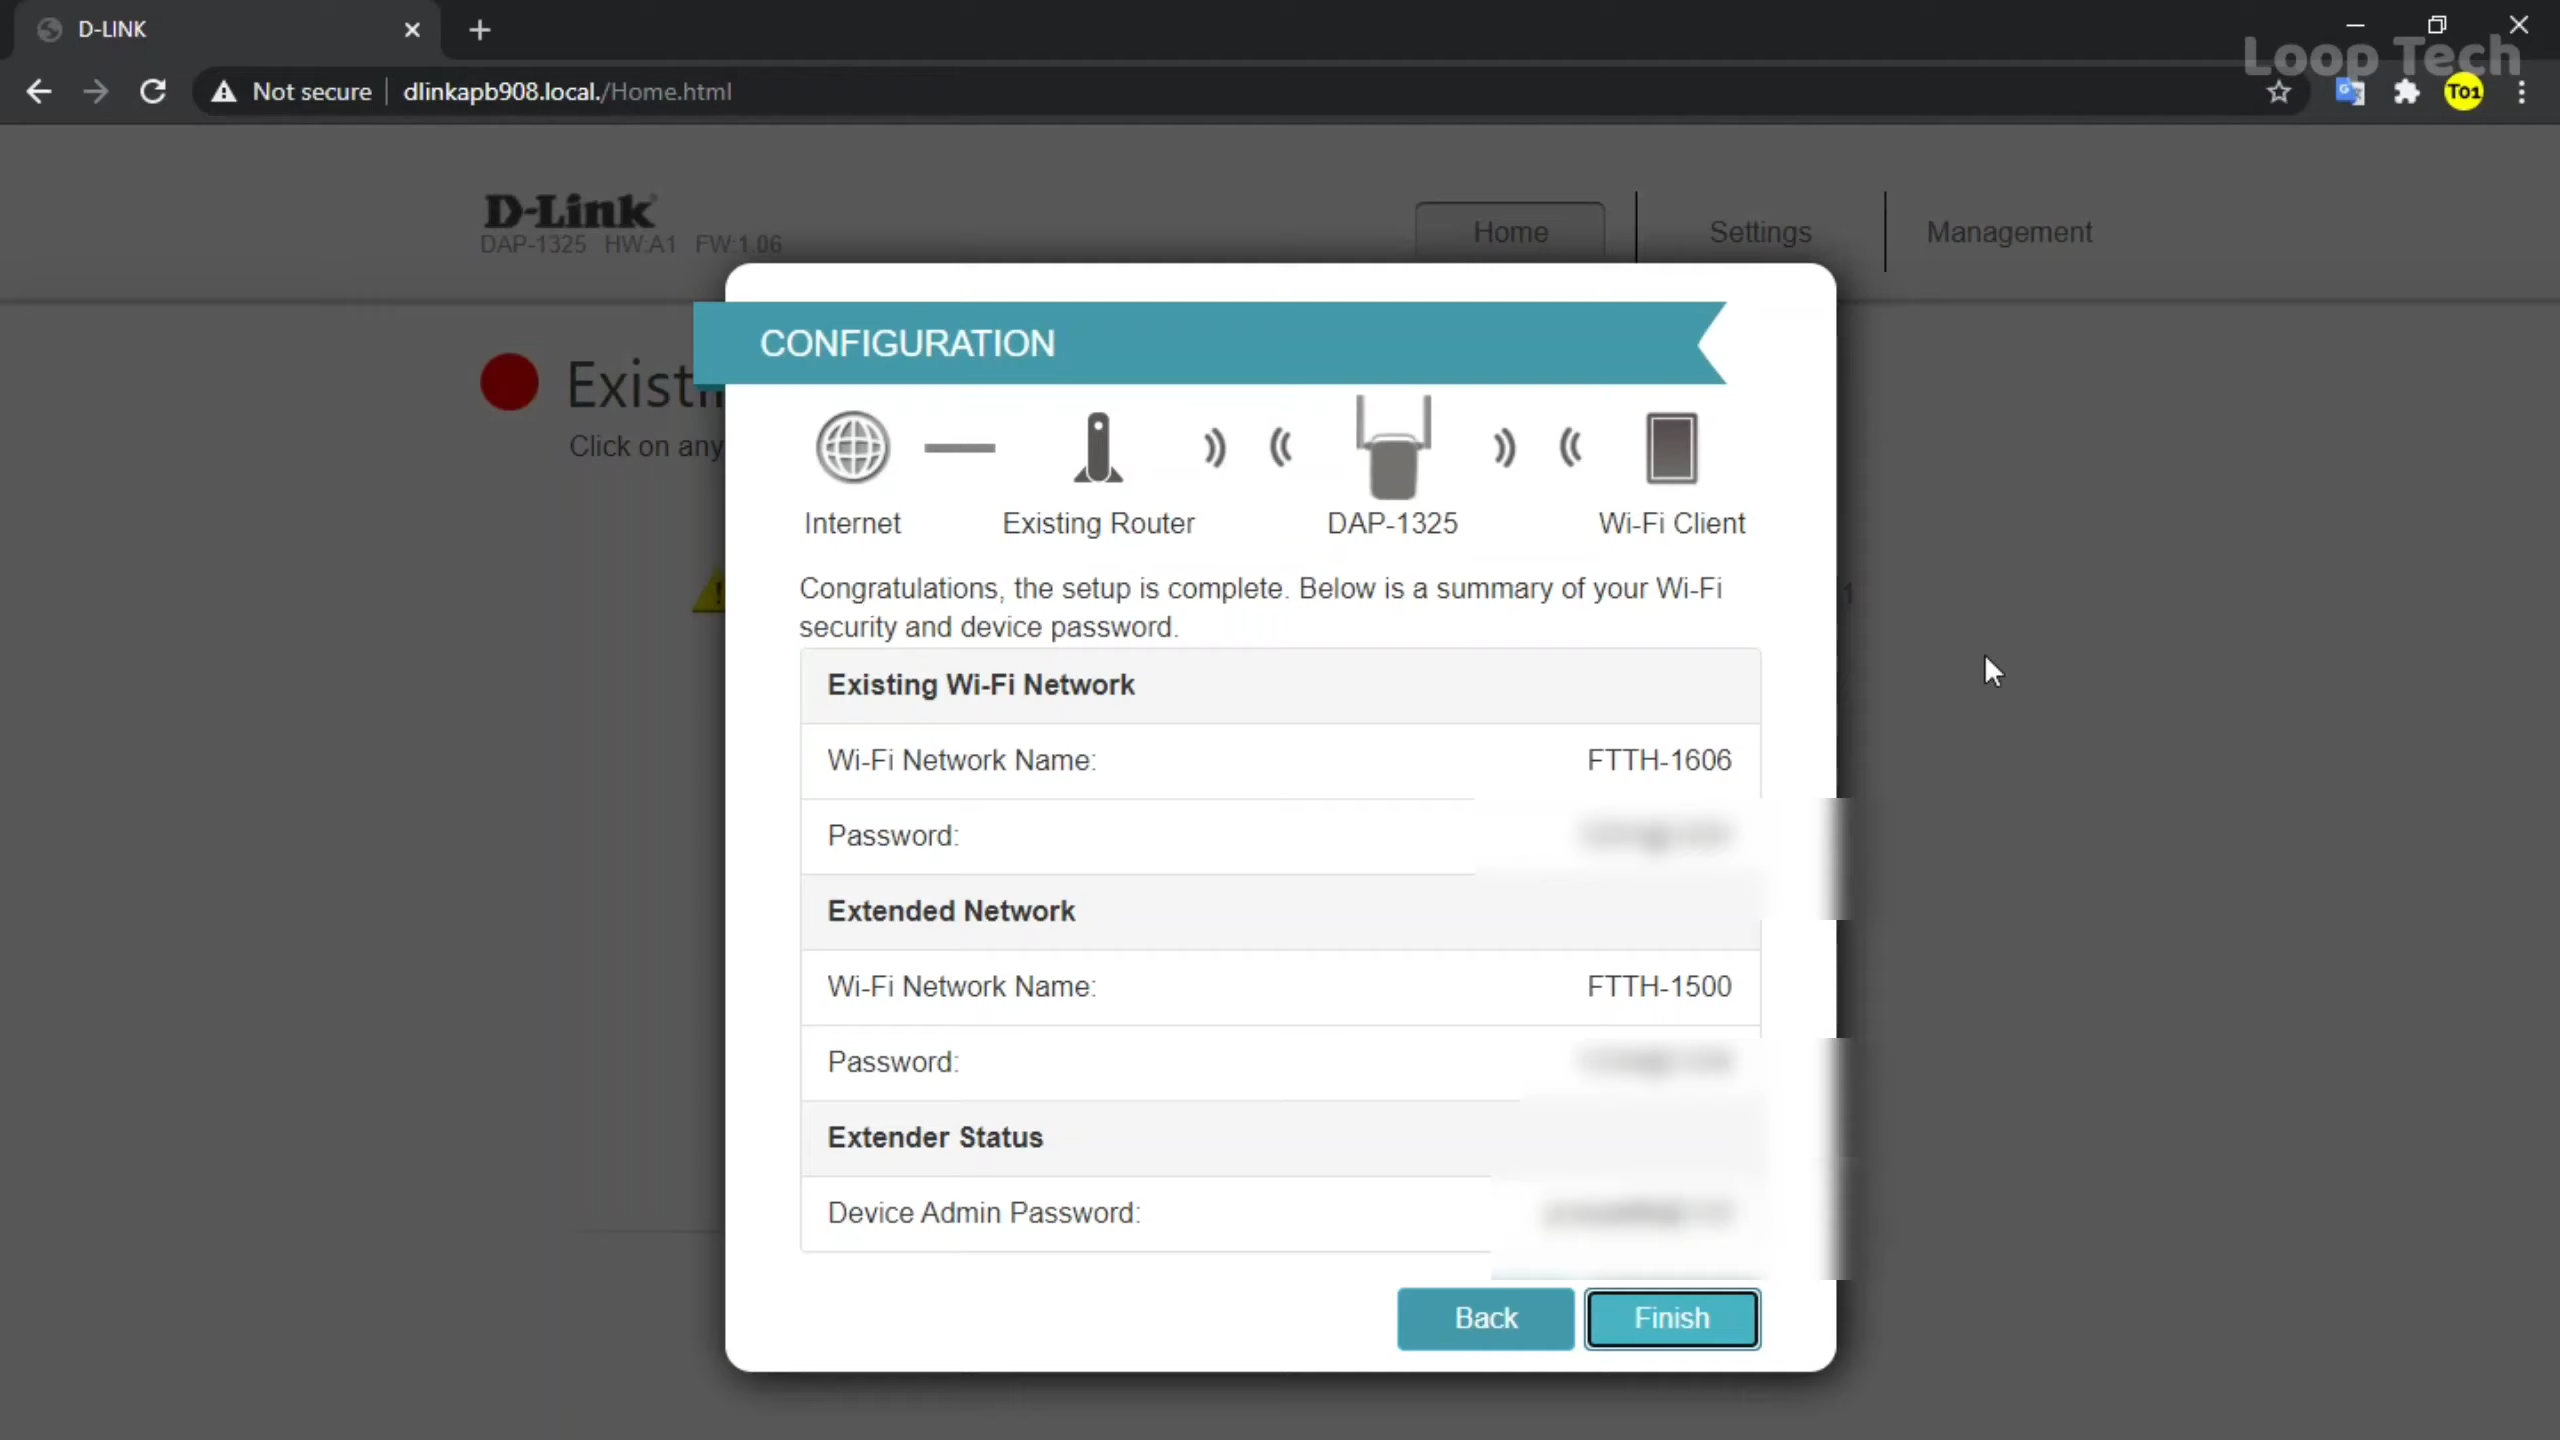 D-LINK
Loop Tech
Not secure
dlinkapb908.local./Home.html
T01
D-Link
DAP-1325 HW:A1 FW:1.06
Home
Settings
Management
CONFIGURATION
Click on any
Internet
Existing Router
DAP-1325
Wi-Fi Client
Congratulations, the setup is complete. Below is a summary of your Wi-Fi
security and device password.
Existing Wi-Fi Network
Wi-Fi Network Name: FTTH-1606
Password:
Extended Network
Wi-Fi Network Name: FTTH-1500
Password:
Extender Status
Device Admin Password:
Back
Finish